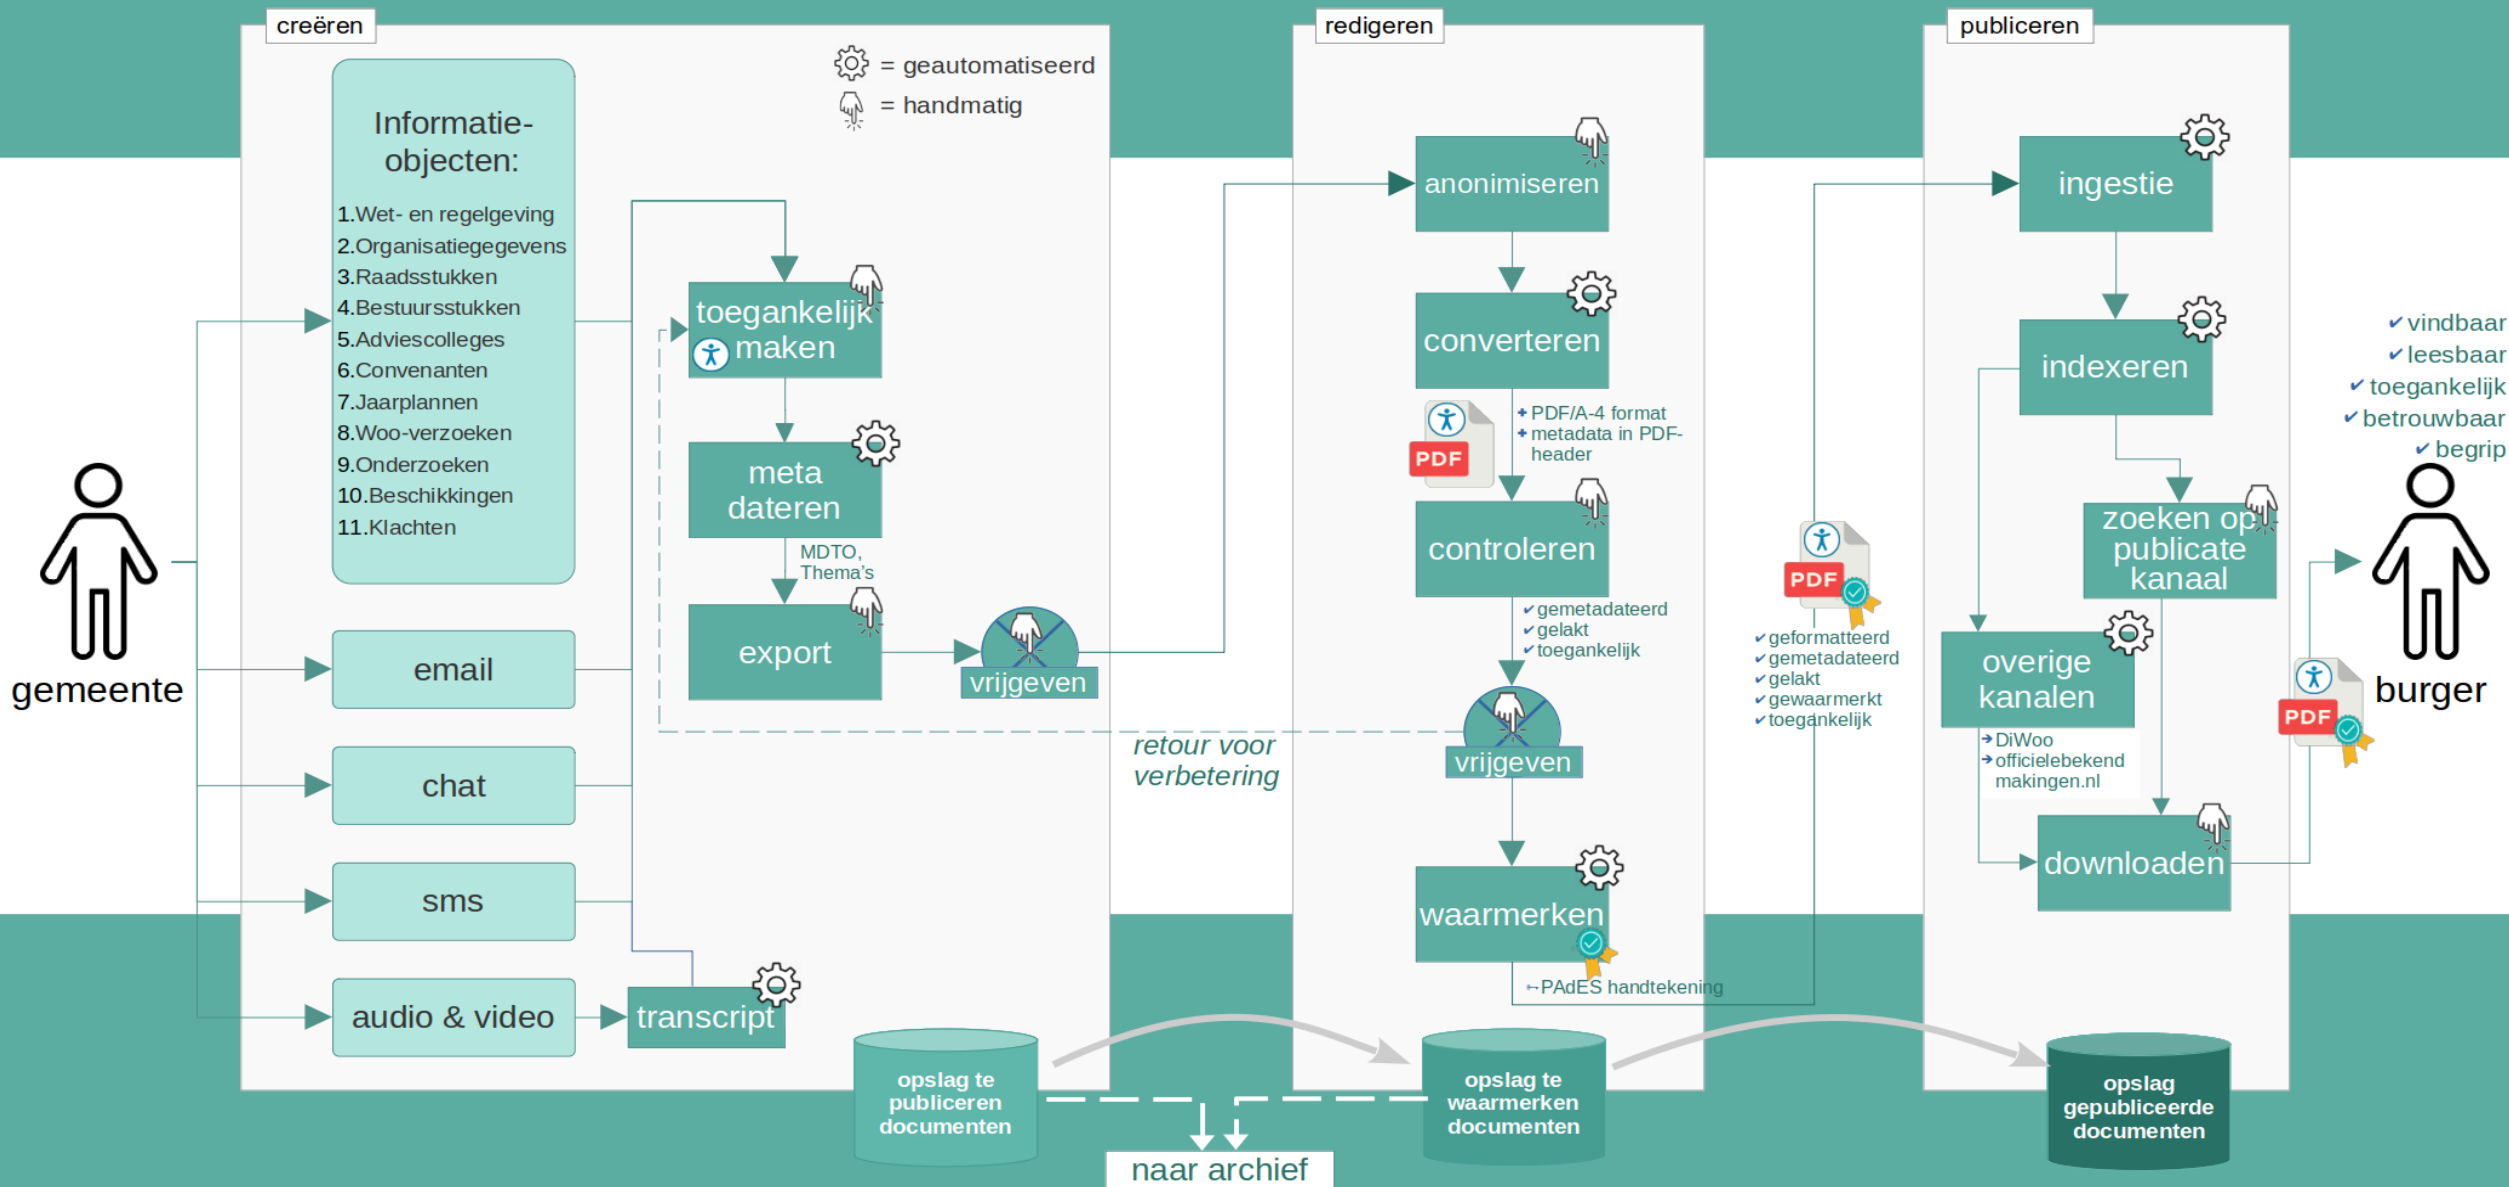 creëren
= geautomatiseerd
= handmatig
Informatie-
objecten:
1.Wet- en regelgeving
2.Organisatiegegevens
3.Raadsstukken
4.Bestuursstukken
5.Adviescolleges
6.Convenanten
7.Jaarplannen
8.Woo-verzoeken
9.Onderzoeken
10.Beschikkingen
11.Klachten
gemeente
email
chat
sms
audio & video
transcript
toegankelijk
maken
meta
dateren
MDTO,
Thema's
export
vrijgeven
retour voor
verbetering
redigeren
anonimiseren
converteren
PDF
PDF/A-4 format
metadata in PDF-
header
controleren
gemetadateerd
gelakt
toegankelijk
vrijgeven
waarmerken
PAdES handtekening
PDF
geformatteerd
gemetadateerd
gelakt
gewaarmerkt
toegankelijk
publiceren
ingestie
indexeren
zoeken op
publicate
kanaal
overige
kanalen
DiWoo
officielebekend
makingen.nl
downloaden
PDF
vindbaar
leesbaar
toegankelijk
betrouwbaar
begrip
burger
opslag te
publiceren
documenten
opslag te
waarmerken
documenten
opslag
gepubliceerde
documenten
naar archief